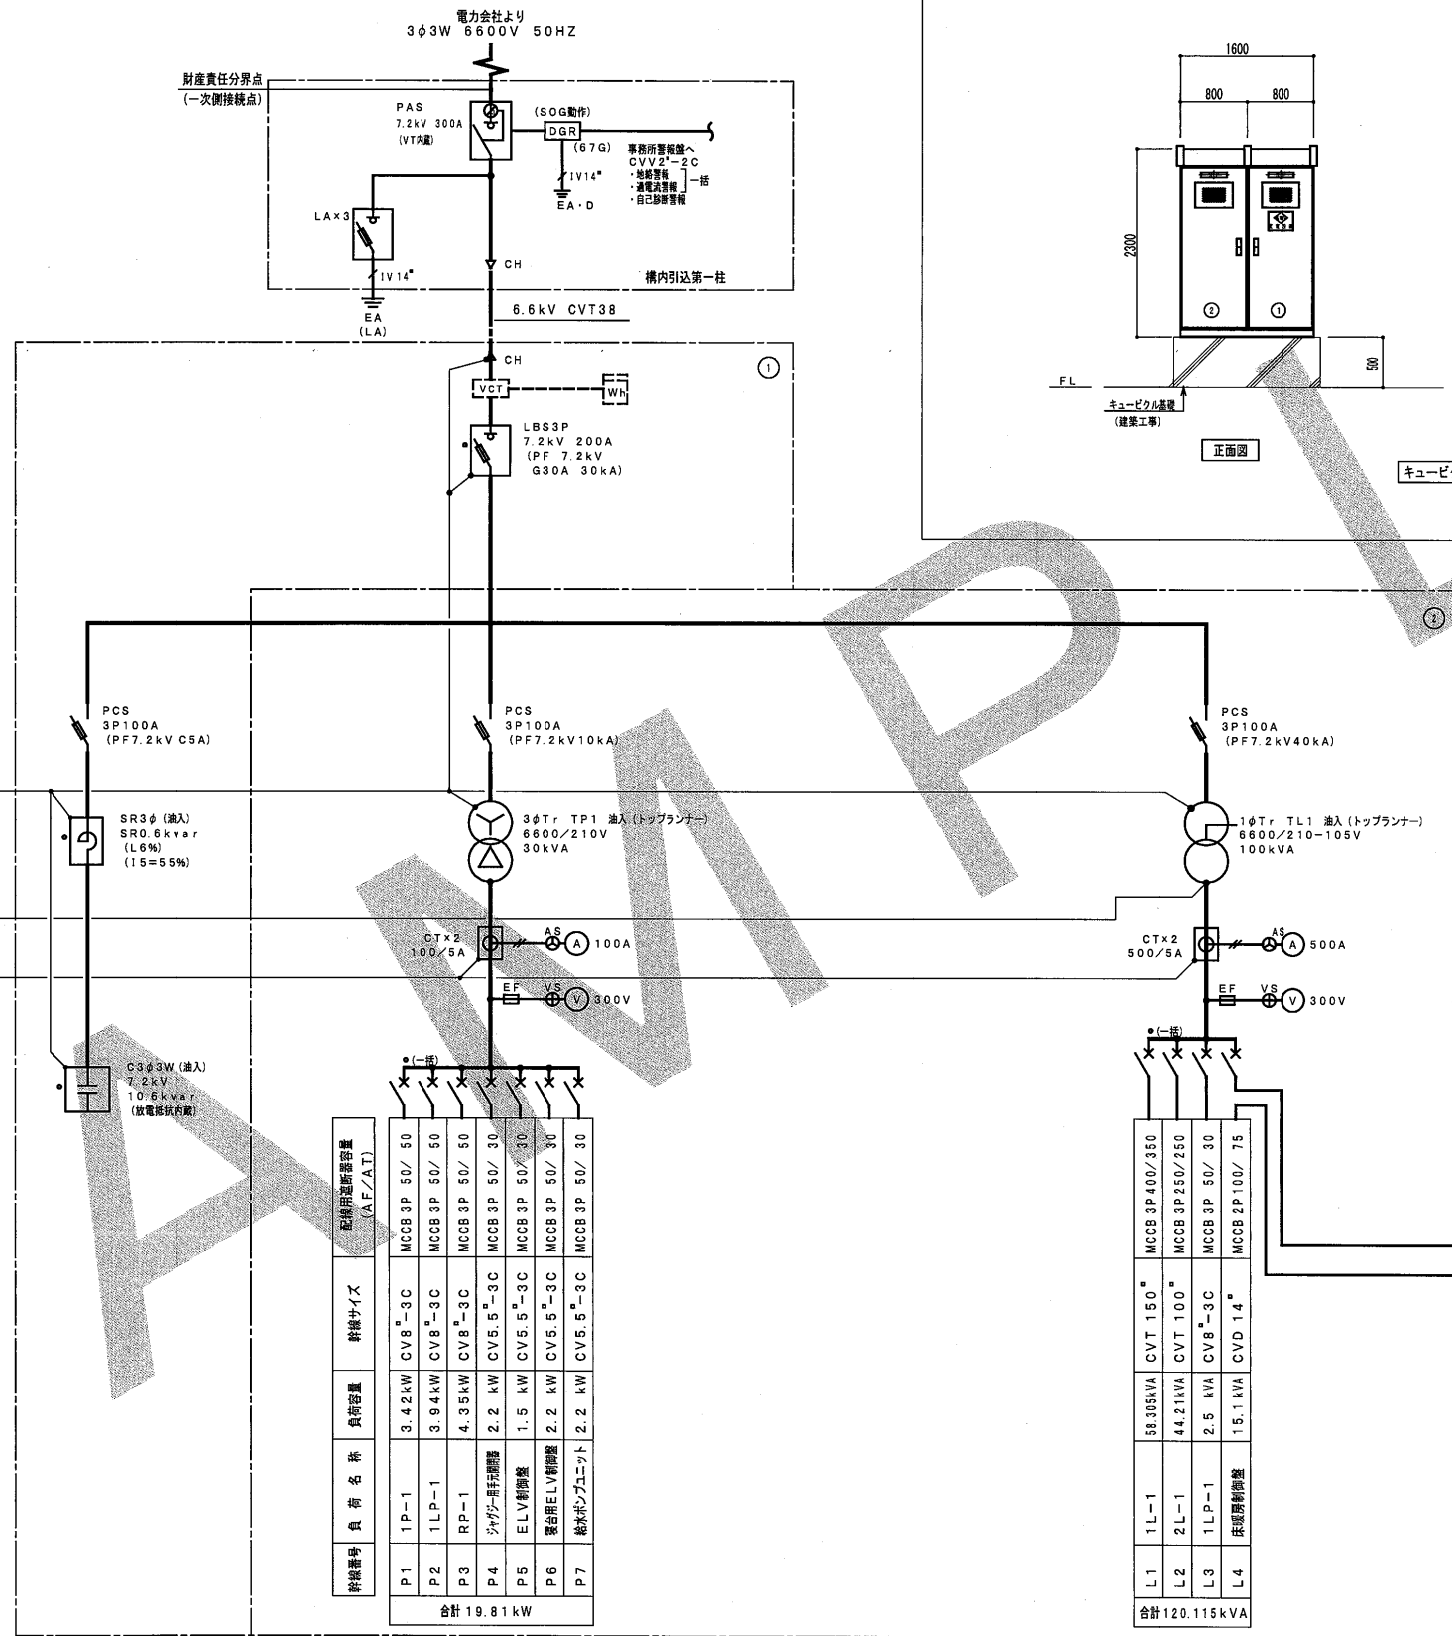 電力会社より
3φ3W 6600V 50HZ
財産責任分界点
(一次側接続点)
PAS
7.2kV 300A
(VT内蔵)
(SOG動作)
DGR
(67G)
事務所警報盤へ
CVV2□-2C
・地絡警報
・過電流警報
・自己診断警報
一括
IV14□
EA・D
LA×3
IV14□
EA
(LA)
CH
構内引込第一柱
6.6kV CVT38
CH
1
VCT
Wh
LBS3P
7.2kV 200A
(PF 7.2kV
G30A 30kA)
1600
800
800
2300
2
1
500
FL
キュービクル基礎
(建築工事)
正面図
キュービ
2
PCS
3P100A
(PF7.2kV C5A)
PCS
3P100A
(PF7.2kV10kA)
PCS
3P100A
(PF7.2kV40kA)
SR3φ (油入)
SR0.6kvar
(L6%)
(I5=55%)
3φTr TP1 油入 (トップランナー)
6600/210V
30kVA
1φTr TL1 油入 (トップランナー)
6600/210-105V
100kVA
CT×2
100/5A
AS
A
100A
EF
VS
V
300V
CT×2
500/5A
AS
A
500A
EF
VS
V
300V
C3φ3W (油入)
7.2kV
10.6kvar
(放電抵抗内蔵)
(一括)
(一括)
幹線番号 負荷名称 負荷容量 幹線サイズ 配線用遮断器容量
(AF/AT)
P1 1P-1 3.42kW CV8□-3C MCCB 3P 50/ 50
P2 1LP-1 3.94kW CV8□-3C MCCB 3P 50/ 50
P3 RP-1 4.35kW CV8□-3C MCCB 3P 50/ 50
P4 ジャグジー用手元開閉器 2.2 kW CV5.5□-3C MCCB 3P 50/ 30
P5 ELV制御盤 1.5 kW CV5.5□-3C MCCB 3P 50/ 30
P6 寝台用ELV制御盤 2.2 kW CV5.5□-3C MCCB 3P 50/ 30
P7 給水ポンプユニット 2.2 kW CV5.5□-3C MCCB 3P 50/ 30
合計 19.81kW
L1 1L-1 58.305kVA CVT 150□ MCCB 3P400/350
L2 2L-1 44.21kVA CVT 100□ MCCB 3P250/250
L3 1LP-1 2.5 kVA CV8□-3C MCCB 3P 50/ 30
L4 床暖房制御盤 15.1kVA CVD 14□ MCCB 2P100/ 75
合計120.115kVA